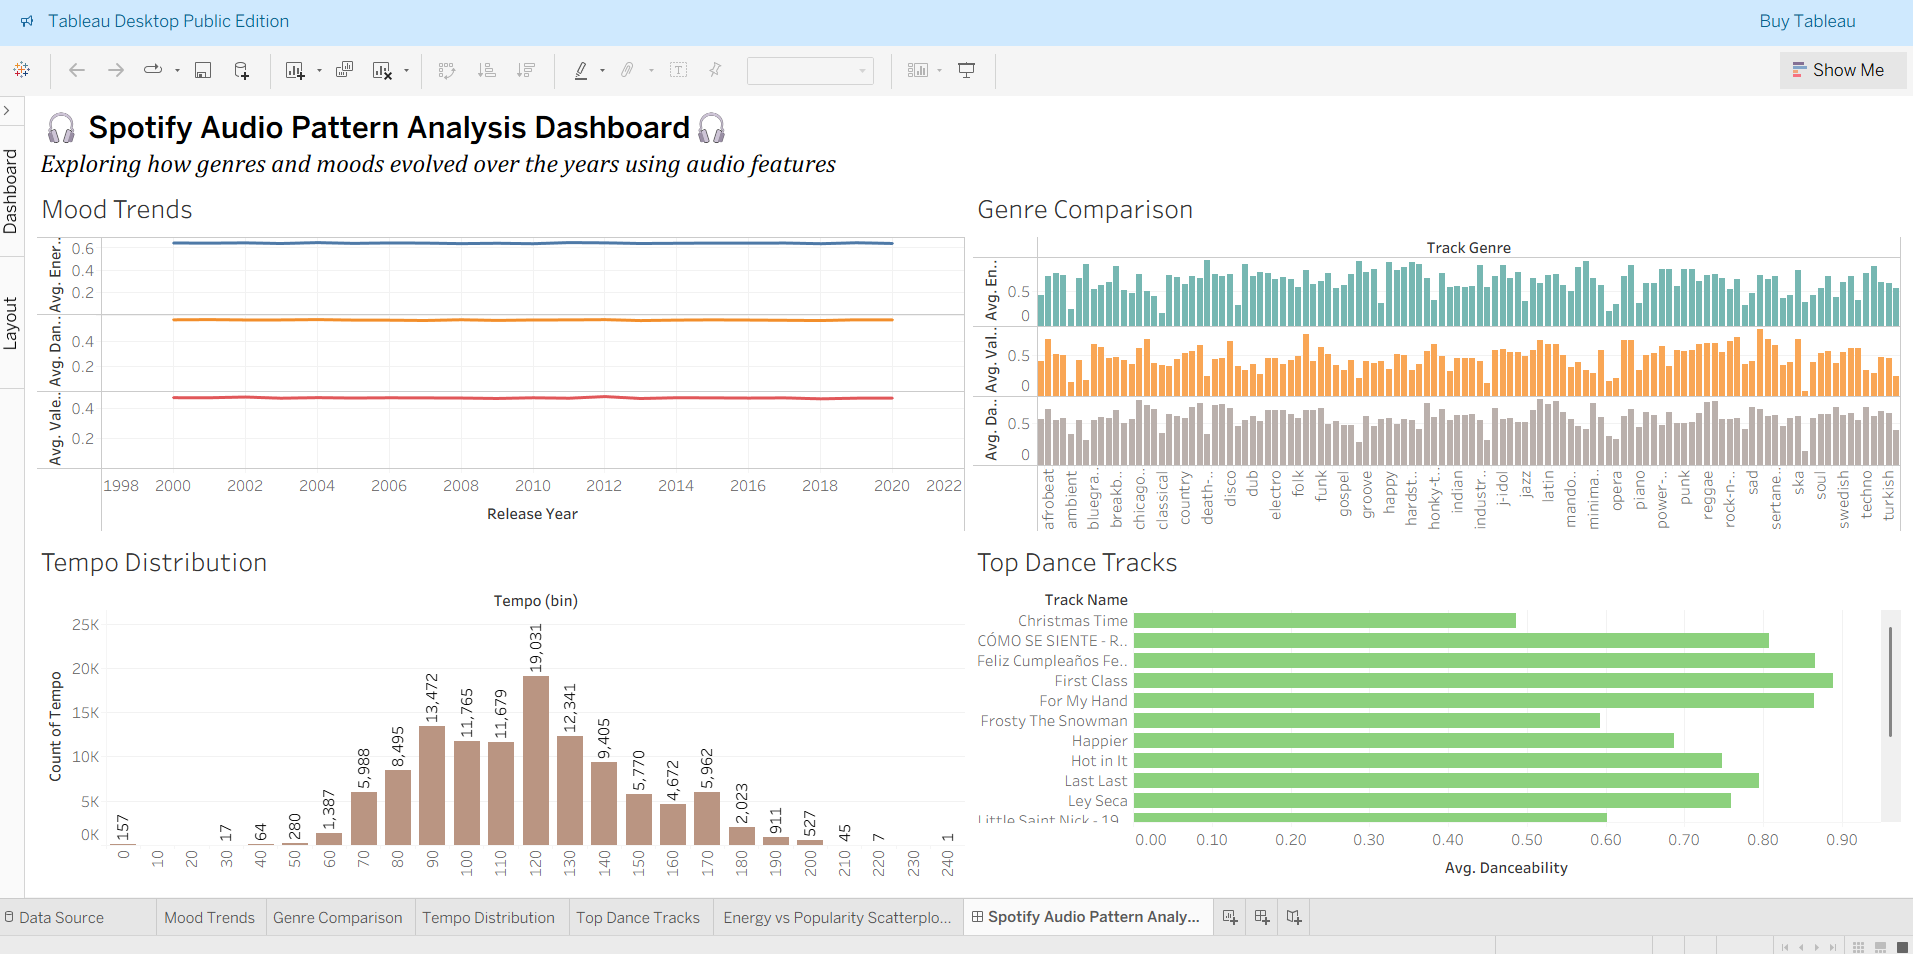 Tableau Desktop Public Edition
Buy Tableau
Show Me
Dashboard
Layout
Spotify Audio Pattern Analysis Dashboard
Exploring how genres and moods evolved over the years using audio features
Mood Trends
Avg. Ener..
0.6
0.4
0.2
Avg. Dan..
0.4
0.2
Avg. Vale..
0.4
0.2
1998 2000 2002 2004 2006 2008 2010 2012 2014 2016 2018 2020 2022
Release Year
Genre Comparison
Track Genre
Avg. En..
0.5
0
Avg. Val..
0.5
0
Avg. Da..
0.5
0
afrobeat
ambient
bluegra..
breakb..
chicago..
classical
country
death-..
disco
dub
electro
folk
funk
gospel
groove
happy
hardst..
honky-t..
indian
industr..
j-idol
jazz
latin
mando..
minima..
opera
piano
power-..
punk
reggae
rock-n-..
sad
sertane..
ska
soul
swedish
techno
turkish
Tempo Distribution
Tempo (bin)
Count of Tempo
25K
20K
15K
10K
5K
0K
157
17
64
280
1,387
5,988
8,495
13,472
11,765
11,679
19,031
12,341
9,405
5,770
4,672
5,962
2,023
911
527
45
7
1
0 10 20 30 40 50 60 70 80 90 100 110 120 130 140 150 160 170 180 190 200 210 220 230 240
Top Dance Tracks
Track Name
Christmas Time
CÓMO SE SIENTE - R..
Feliz Cumpleaños Fe..
First Class
For My Hand
Frosty The Snowman
Happier
Hot in It
Last Last
Ley Seca
Little Saint Nick - 19..
0.00 0.10 0.20 0.30 0.40 0.50 0.60 0.70 0.80 0.90
Avg. Danceability
Data Source
Mood Trends
Genre Comparison
Tempo Distribution
Top Dance Tracks
Energy vs Popularity Scatterplo...
Spotify Audio Pattern Analy...